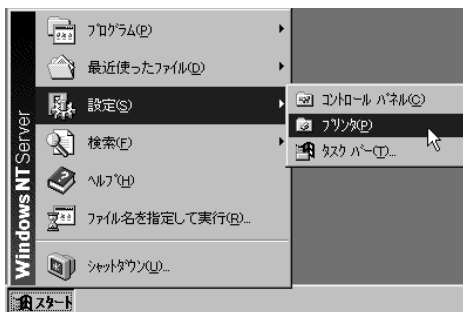 ﾌﾟﾛｸﾞﾗﾑ(P)
最近使ったﾌｧｲﾙ(D)
設定(S)
検索(F)
ﾍﾙﾌﾟ(H)
ﾌｧｲﾙ名を指定して実行(R)...
ｼｬｯﾄﾀﾞｳﾝ(U)...
Windows NT Server
ｺﾝﾄﾛｰﾙ ﾊﾟﾈﾙ(C)
ﾌﾟﾘﾝﾀ(P)
ﾀｽｸ ﾊﾞｰ(T)...
スタート